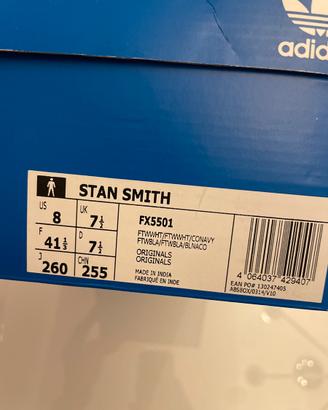 adid
STAN SMITH
US
8
UK
7½
F
41⅓
D
7½
J
260
CHN
255
FX5501
FTWWHT/FTWWHT/CONAVY
FTWBLA/FTWBLA/BLNACO
ORIGINALS
ORIGINALS
MADE IN INDIA
FABRIQUÉ EN INDE
4 064037 429407
EAN PO# 130247405